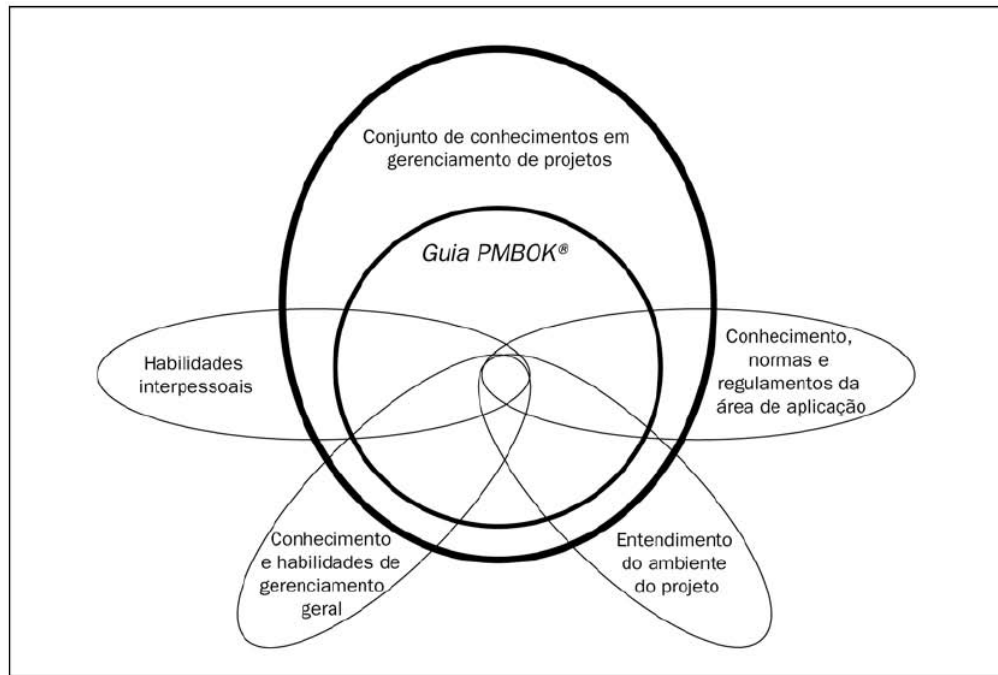 Conjunto de conhecimentos em
gerenciamento de projetos
Guia PMBOK®
Habilidades
interpessoais
Conhecimento,
normas e
regulamentos da
área de aplicação
Conhecimento
e habilidades de
gerenciamento
geral
Entendimento
do ambiente
do projeto